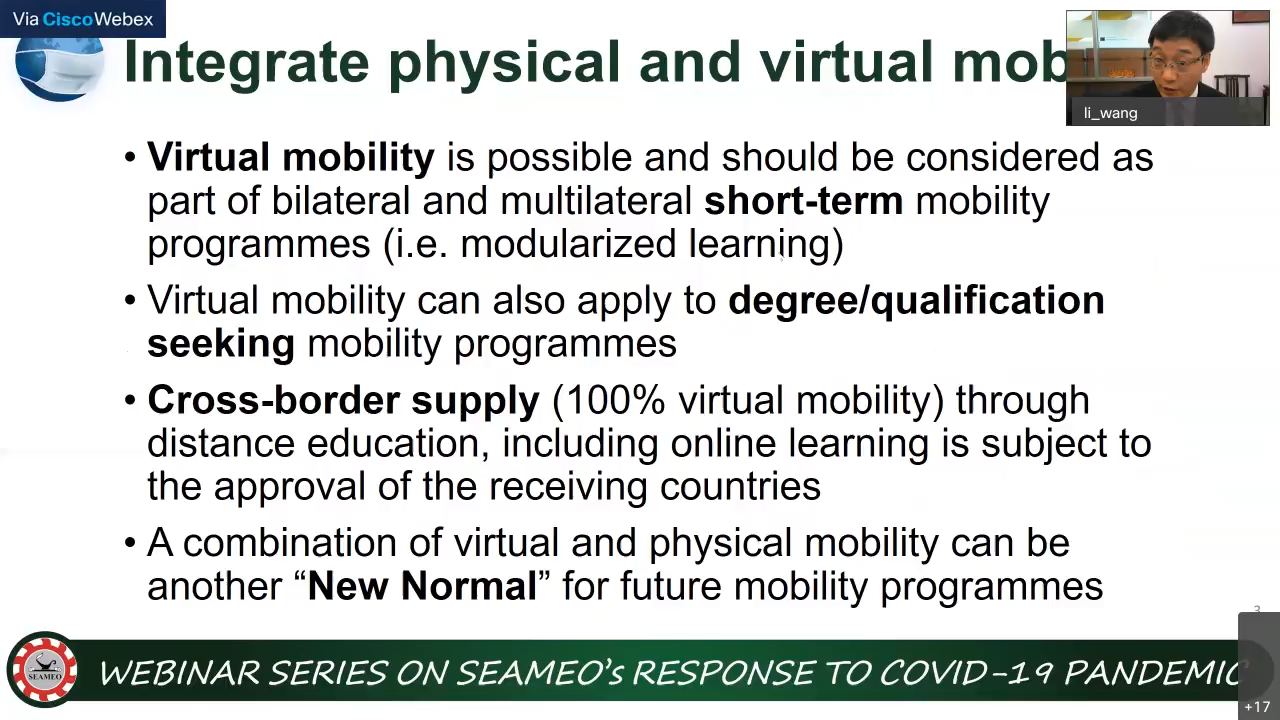 Via Cisco Webex
Integrate physical and virtual mob
li_wang
• Virtual mobility is possible and should be considered as
part of bilateral and multilateral short-term mobility
programmes (i.e. modularized learning)
• Virtual mobility can also apply to degree/qualification
seeking mobility programmes
• Cross-border supply (100% virtual mobility) through
distance education, including online learning is subject to
the approval of the receiving countries
• A combination of virtual and physical mobility can be
another “New Normal” for future mobility programmes
3
SEAMEO
WEBINAR SERIES ON SEAMEO’s RESPONSE TO COVID-19 PANDEMIC
+17